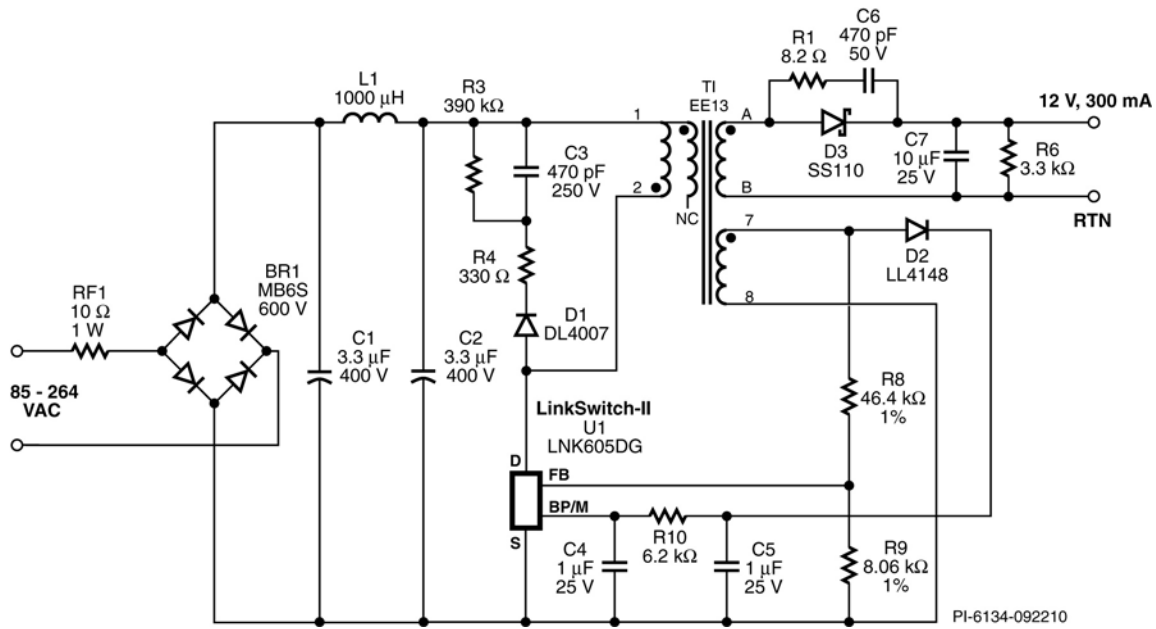 C6
470 pF
50 V
R1
8.2 Ω
L1
1000 µH
R3
390 kΩ
TI
EE13
12 V, 300 mA
1
A
D3
SS110
C7
10 µF
25 V
R6
3.3 kΩ
C3
470 pF
250 V
2
B
NC
RTN
7
D2
LL4148
R4
330 Ω
BR1
MB6S
600 V
RF1
10 Ω
1 W
8
D1
DL4007
C1
3.3 µF
400 V
C2
3.3 µF
400 V
85 - 264
VAC
R8
46.4 kΩ
1%
LinkSwitch-II
U1
LNK605DG
D
FB
BP/M
S
R10
6.2 kΩ
C4
1 µF
25 V
C5
1 µF
25 V
R9
8.06 kΩ
1%
PI-6134-092210